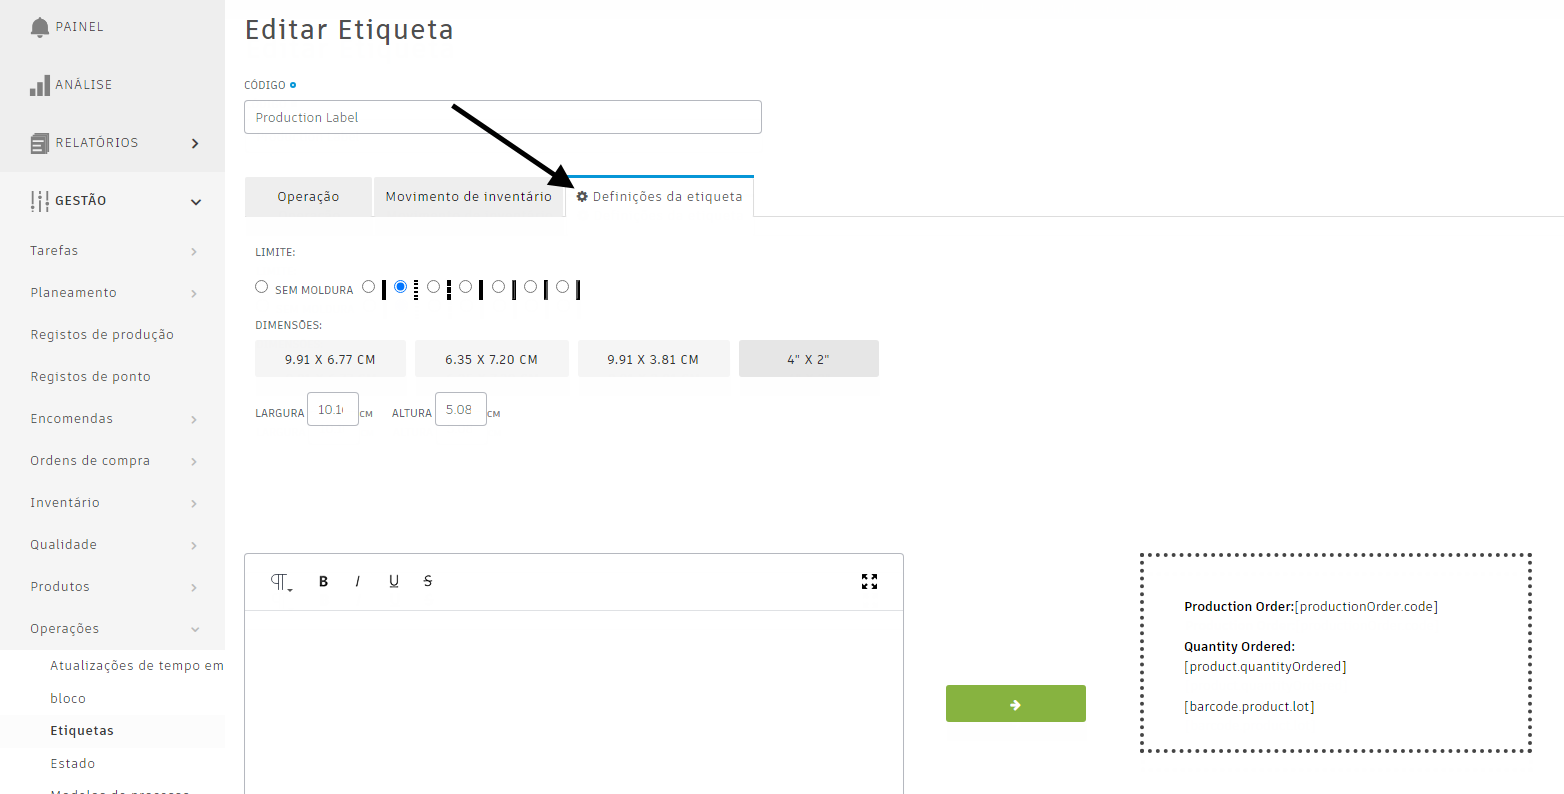 PAINEL
ANÁLISE
RELATÓRIOS
GESTÃO
Tarefas
Planeamento
Registos de produção
Registos de ponto
Encomendas
Ordens de compra
Inventário
Qualidade
Produtos
Operações
Atualizações de tempo em
bloco
Etiquetas
Estado
Modelos de processo
Editar Etiqueta
CÓDIGO
Production Label
Operação
Movimento de inventário
Definições da etiqueta
LIMITE:
SEM MOLDURA
DIMENSÕES:
9.91 X 6.77 CM
6.35 X 7.20 CM
9.91 X 3.81 CM
4" X 2"
LARGURA 10.16 CM ALTURA 5.08 CM
B I U S
Production Order:[productionOrder.code]
Quantity Ordered:
[product.quantityOrdered]
[barcode.product.lot]